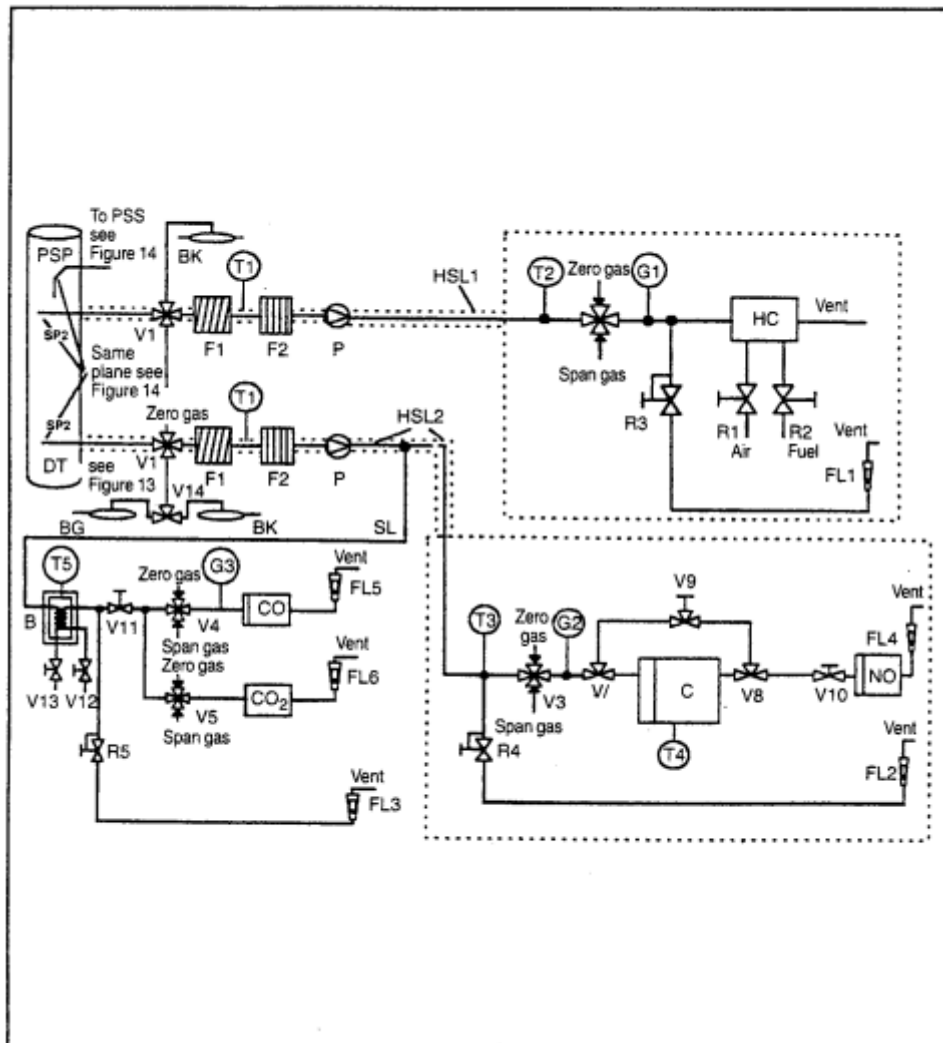 To PSS
see
Figure 14
PSP
BK
T1
HSL1
T2
Zero gas
G1
HC
Vent
SP2
V1
F1
F2
P
Span gas
Same
plane see
Figure 14
R3
R1
Air
R2
Fuel
Vent
FL1
SP2
Zero gas
T1
HSL2
DT
see
Figure 13
V1
F1
F2
P
V14
BG
BK
SL
T5
Zero gas
G3
Vent
FL5
B
V11
V4
CO
Span gas
Zero gas
Vent
FL6
V13
V12
V5
CO2
Span gas
R5
Vent
FL3
V9
Vent
FL4
T3
Zero
gas
G2
V3
V/
C
V8
V10
NO
Span gas
R4
T4
Vent
FL2